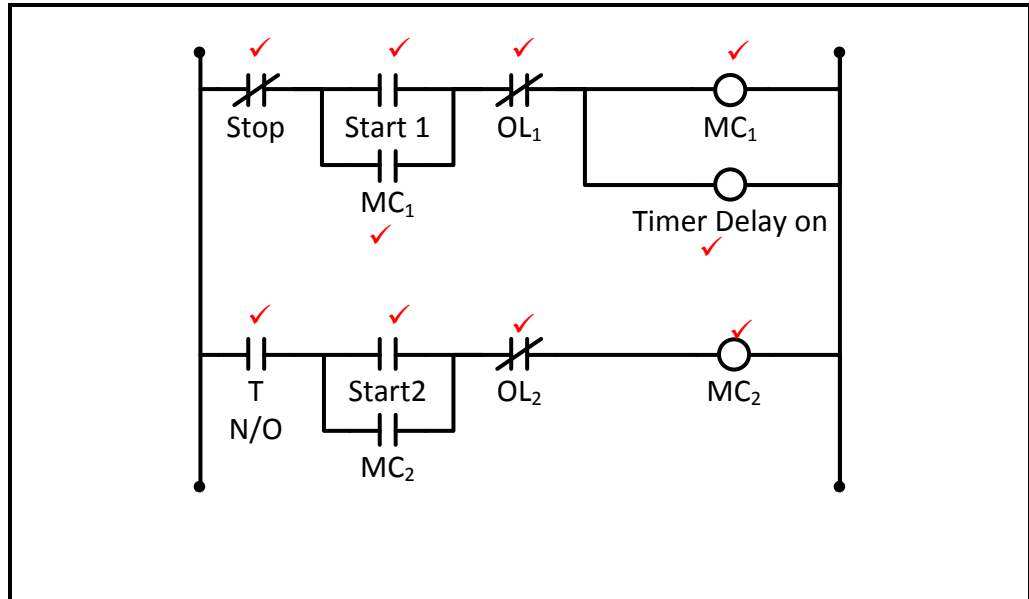 Stop
Start 1
OL₁
MC₁
MC₁
Timer Delay on
T
N/O
Start2
OL₂
MC₂
MC₂